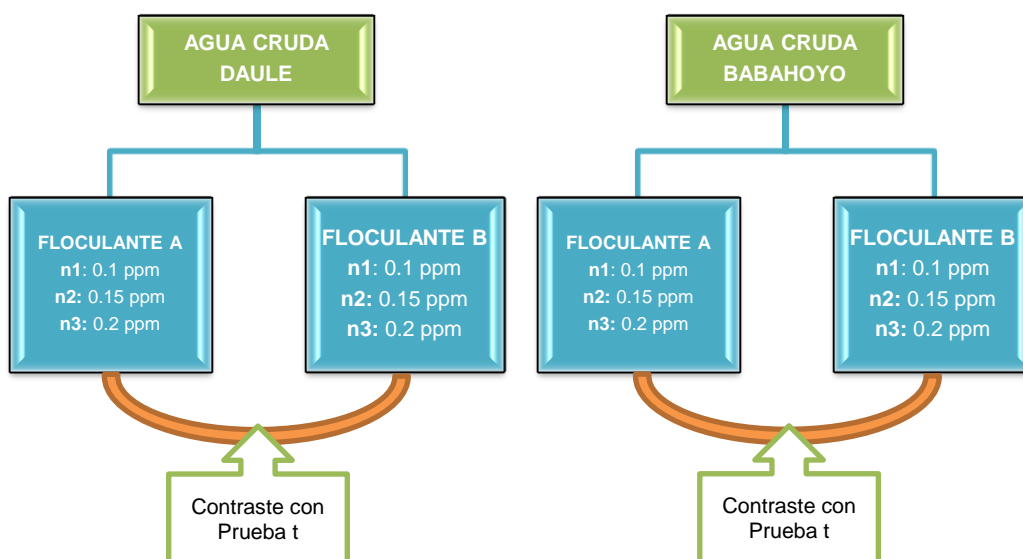 AGUA CRUDA
DAULE
FLOCULANTE A
n1: 0.1 ppm
n2: 0.15 ppm
n3: 0.2 ppm
FLOCULANTE B
n1: 0.1 ppm
n2: 0.15 ppm
n3: 0.2 ppm
Contraste con
Prueba t
AGUA CRUDA
BABAHOYO
FLOCULANTE A
n1: 0.1 ppm
n2: 0.15 ppm
n3: 0.2 ppm
FLOCULANTE B
n1: 0.1 ppm
n2: 0.15 ppm
n3: 0.2 ppm
Contraste con
Prueba t